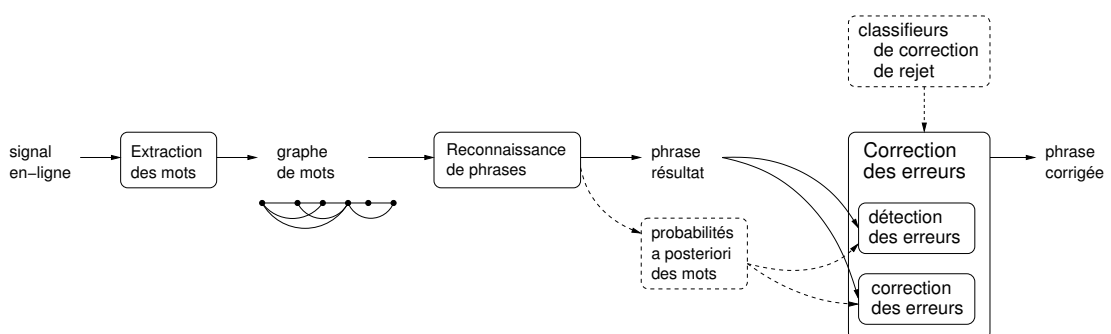 classifieurs
de correction
de rejet
signal
en−ligne
Extraction
des mots
graphe
de mots
Reconnaissance
de phrases
phrase
résultat
probabilités
a posteriori
des mots
Correction
des erreurs
détection
des erreurs
correction
des erreurs
phrase
corrigée